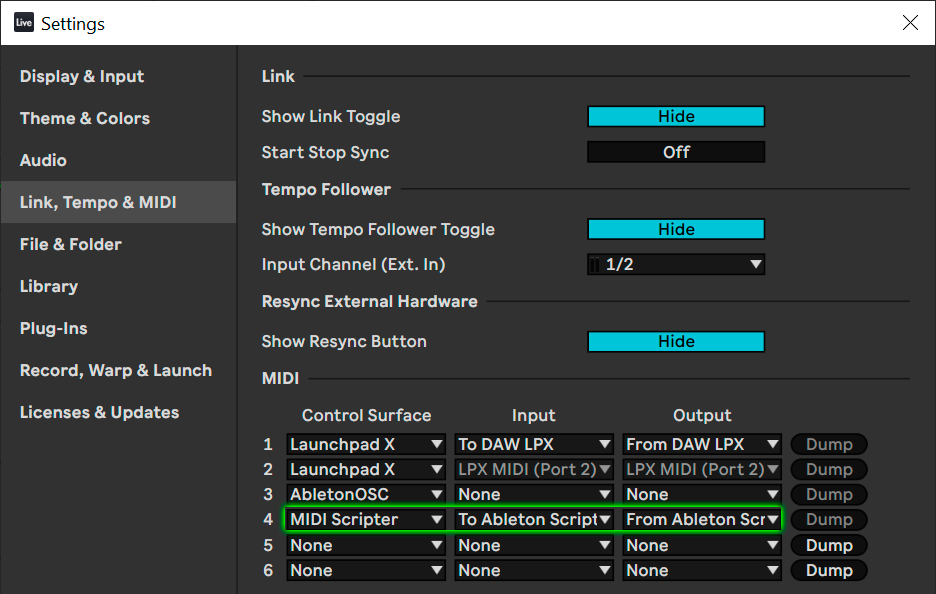 Live Settings
Display & Input
Theme & Colors
Audio
Link, Tempo & MIDI
File & Folder
Library
Plug-Ins
Record, Warp & Launch
Licenses & Updates
Link
Show Link Toggle Hide
Start Stop Sync Off
Tempo Follower
Show Tempo Follower Toggle Hide
Input Channel (Ext. In) 1/2
Resync External Hardware
Show Resync Button Hide
MIDI
Control Surface Input Output
1 Launchpad X To DAW LPX From DAW LPX Dump
2 Launchpad X LPX MIDI (Port 2) LPX MIDI (Port 2) Dump
3 AbletonOSC None None Dump
4 MIDI Scripter To Ableton Script From Ableton Scr Dump
5 None None None Dump
6 None None None Dump